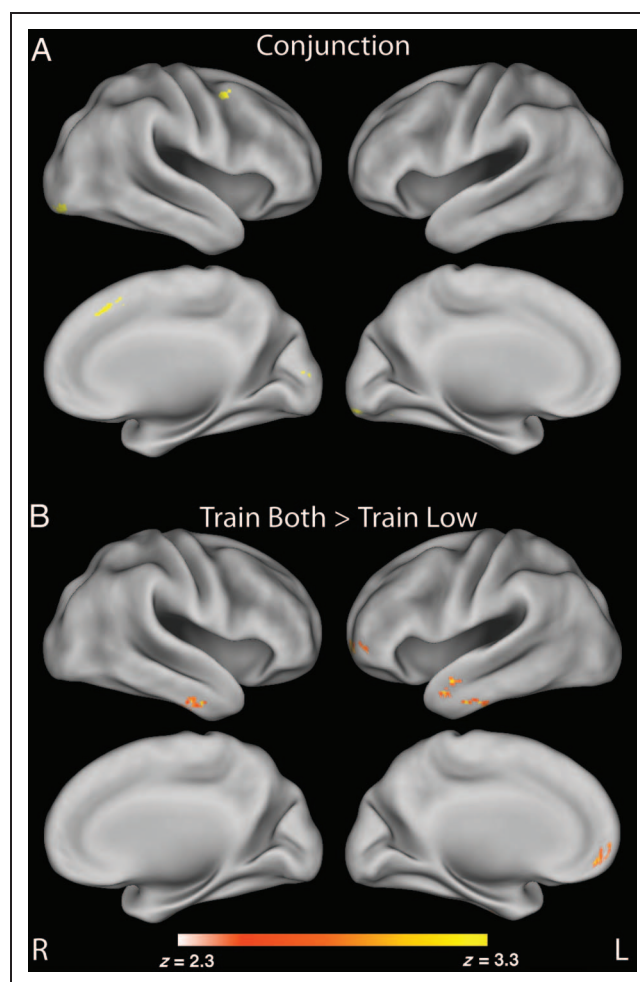 A
Conjunction
B
Train Both > Train Low
R
z = 2.3
z = 3.3
L